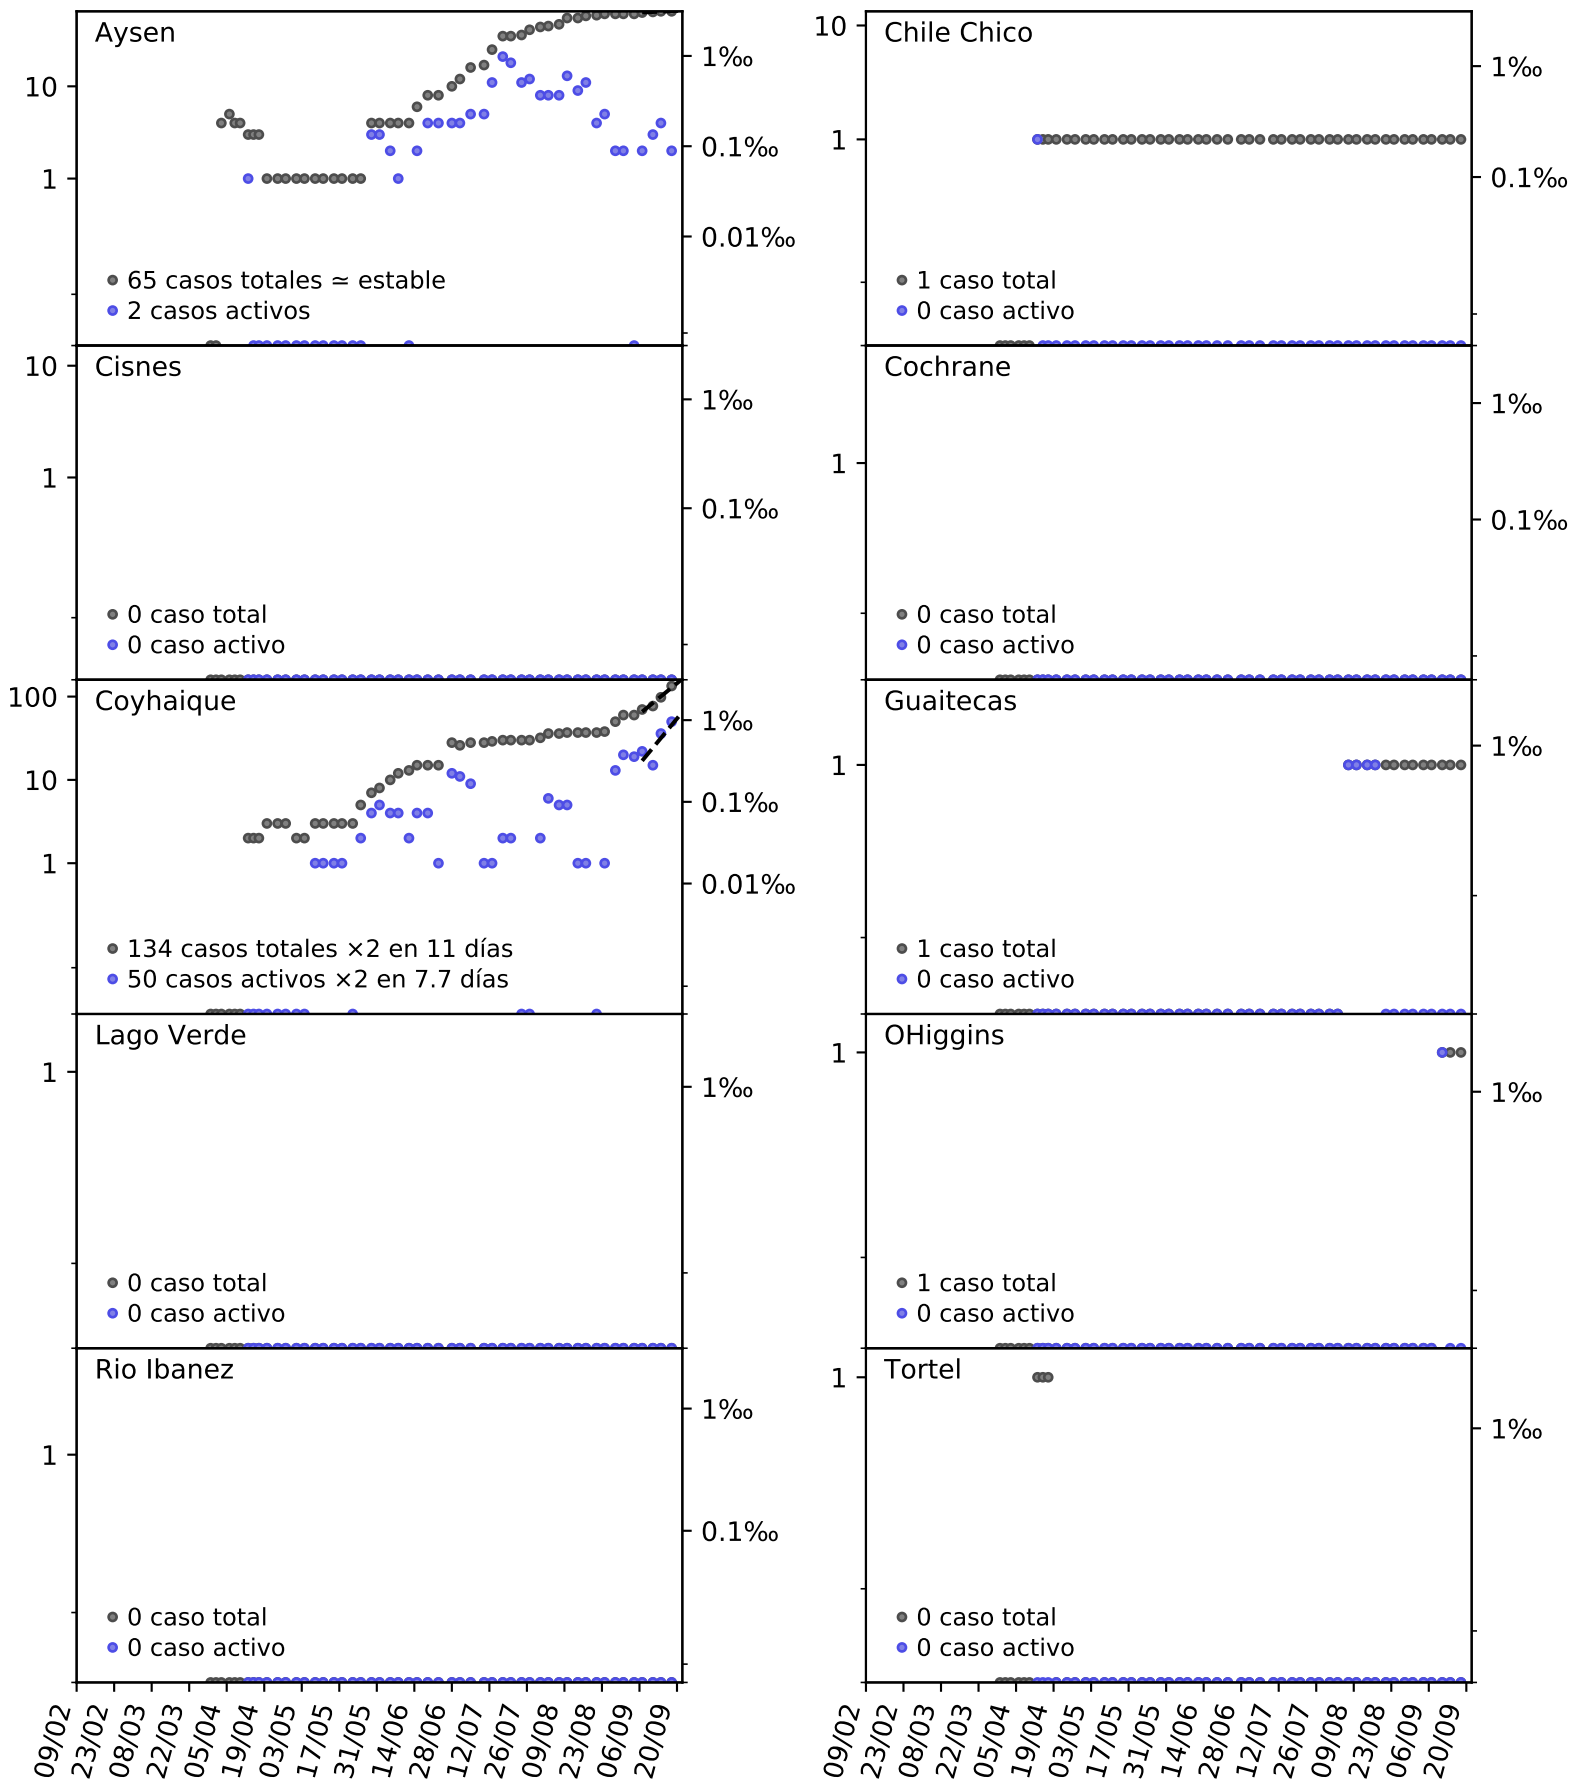 Aysen
10
1
1‰
0.1‰
0.01‰
65 casos totales ≃ estable
2 casos activos
Chile Chico
10
1
1‰
0.1‰
1 caso total
0 caso activo
Cisnes
10
1
1‰
0.1‰
0 caso total
0 caso activo
Cochrane
1
1‰
0.1‰
0 caso total
0 caso activo
Coyhaique
100
10
1
1‰
0.1‰
0.01‰
134 casos totales ×2 en 11 días
50 casos activos ×2 en 7.7 días
Guaitecas
1
1‰
1 caso total
0 caso activo
Lago Verde
1
1‰
0 caso total
0 caso activo
OHiggins
1
1‰
1 caso total
0 caso activo
Rio Ibanez
1
1‰
0.1‰
0 caso total
0 caso activo
Tortel
1
1‰
0 caso total
0 caso activo
09/02
23/02
08/03
22/03
05/04
19/04
03/05
17/05
31/05
14/06
28/06
12/07
26/07
09/08
23/08
06/09
20/09
09/02
23/02
08/03
22/03
05/04
19/04
03/05
17/05
31/05
14/06
28/06
12/07
26/07
09/08
23/08
06/09
20/09